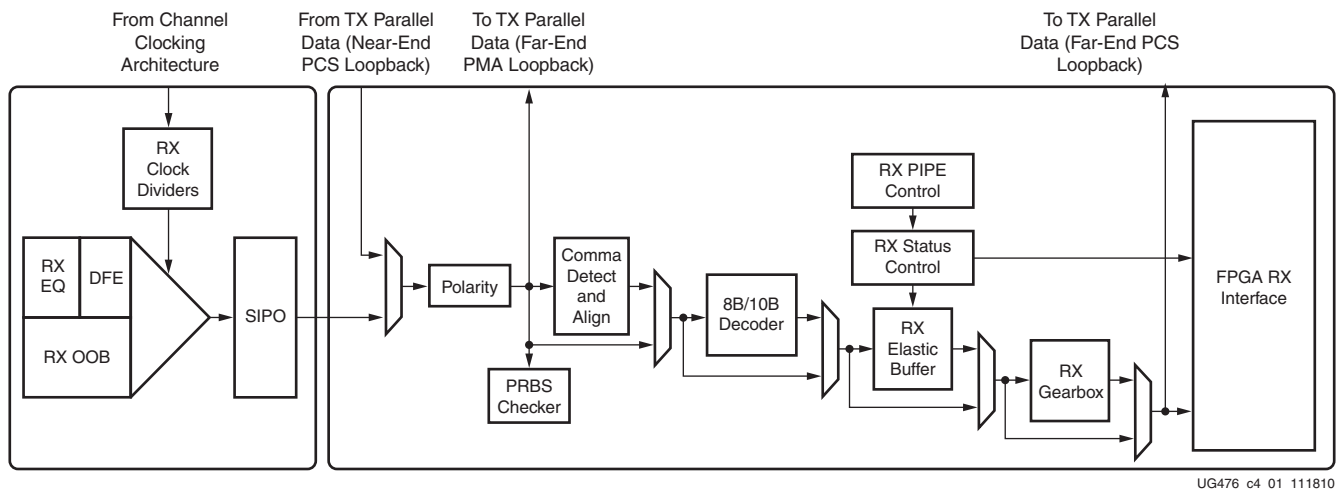 From Channel
Clocking
Architecture
From TX Parallel
Data (Near-End
PCS Loopback)
To TX Parallel
Data (Far-End
PMA Loopback)
To TX Parallel
Data (Far-End PCS
Loopback)
RX
Clock
Dividers
RX
EQ
DFE
RX OOB
SIPO
Polarity
Comma
Detect
and
Align
PRBS
Checker
8B/10B
Decoder
RX PIPE
Control
RX Status
Control
RX
Elastic
Buffer
RX
Gearbox
FPGA RX
Interface
UG476_c4_01_111810